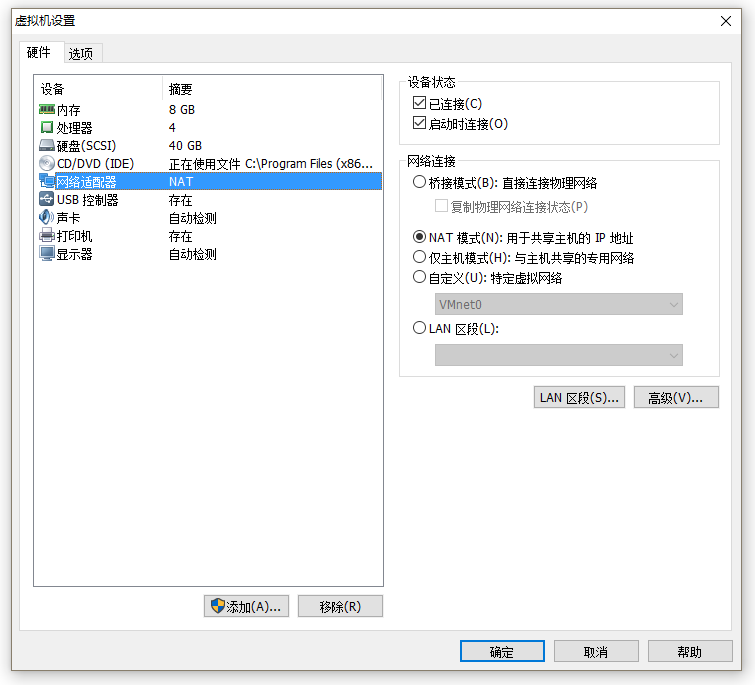 虚拟机设置
硬件 选项
设备 摘要
内存 8 GB
处理器 4
硬盘(SCSI) 40 GB
CD/DVD (IDE) 正在使用文件 C:\Program Files (x86...
网络适配器 NAT
USB 控制器 存在
声卡 自动检测
打印机 存在
显示器 自动检测
添加(A)... 移除(R)
设备状态
已连接(C)
启动时连接(O)
网络连接
桥接模式(B): 直接连接物理网络
复制物理网络连接状态(P)
NAT 模式(N): 用于共享主机的 IP 地址
仅主机模式(H): 与主机共享的专用网络
自定义(U): 特定虚拟网络
VMnet0
LAN 区段(L):
LAN 区段(S)... 高级(V)...
确定 取消 帮助